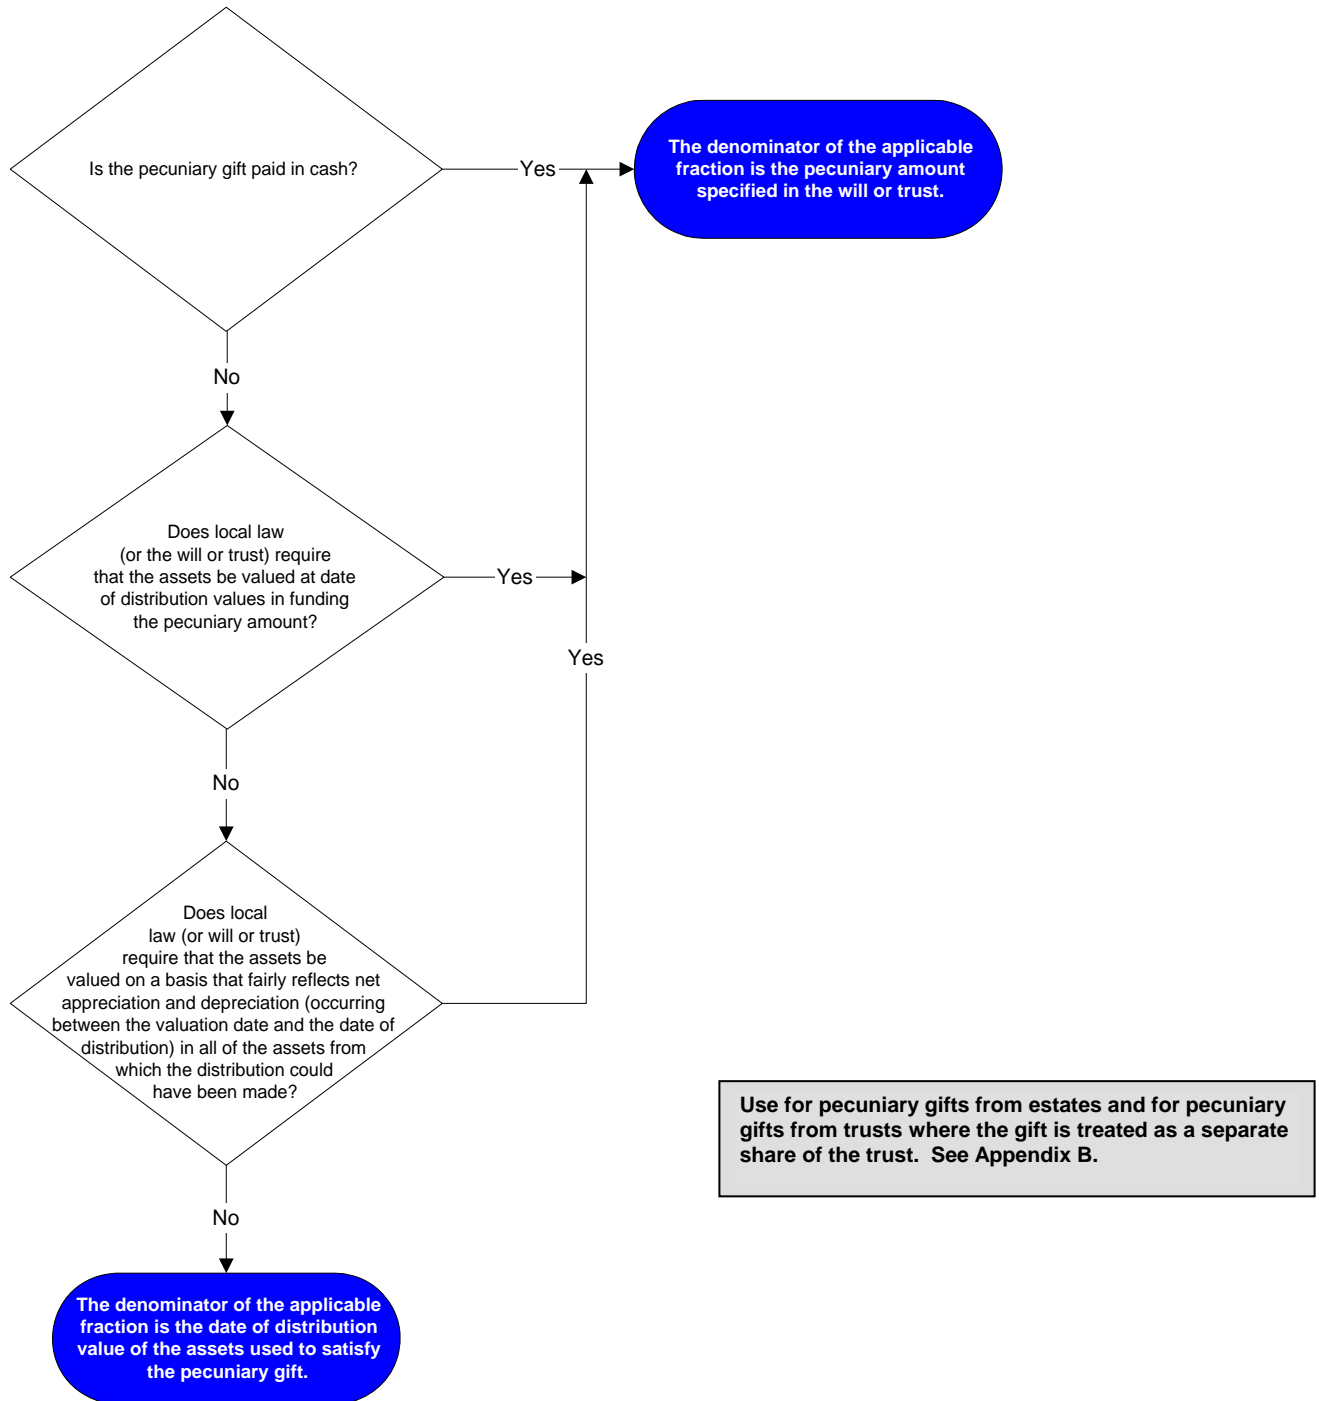 Is the pecuniary gift paid in cash?
Yes
The denominator of the applicable
fraction is the pecuniary amount
specified in the will or trust.
No
Does local law
(or the will or trust) require
that the assets be valued at date
of distribution values in funding
the pecuniary amount?
Yes
Yes
No
Does local
law (or will or trust)
require that the assets be
valued on a basis that fairly reflects net
appreciation and depreciation (occurring
between the valuation date and the date of
distribution) in all of the assets from
which the distribution could
have been made?
Use for pecuniary gifts from estates and for pecuniary
gifts from trusts where the gift is treated as a separate
share of the trust.  See Appendix B.
No
The denominator of the applicable
fraction is the date of distribution
value of the assets used to satisfy
the pecuniary gift.